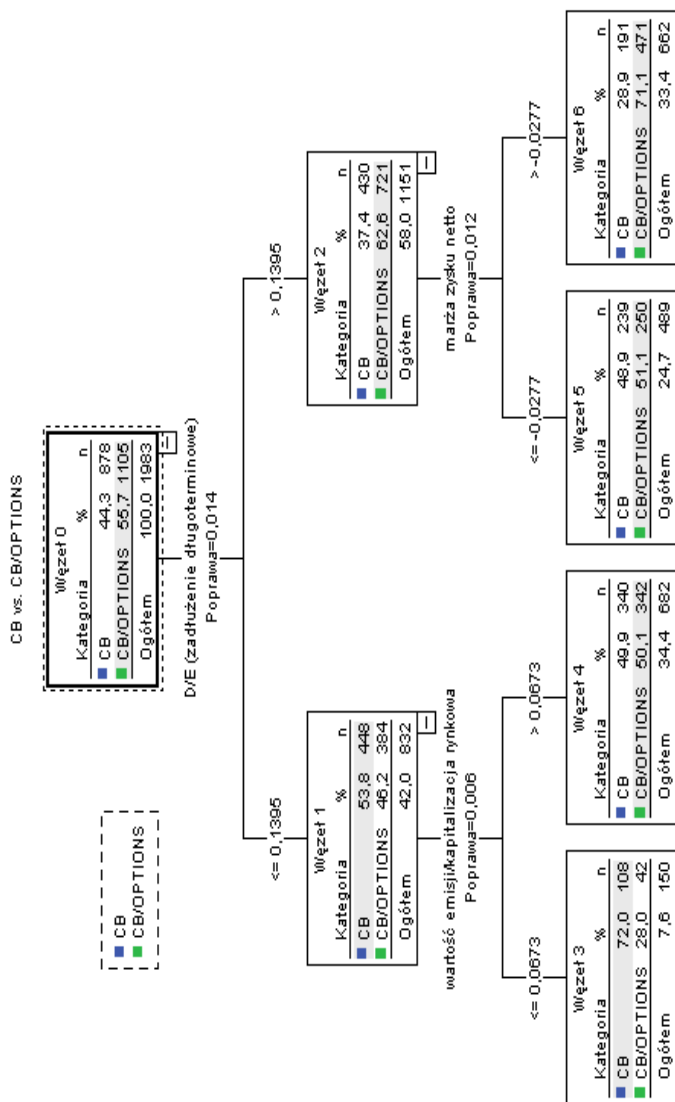 CB vs. CB/OPTIONS
CB
CB/OPTIONS
Węzeł 0
Kategoria % n
CB 44,3 878
CB/OPTIONS 55,7 1105
Ogółem 100,0 1983
D/E (zadłużenie długoterminowe)
Poprawa=0,014
<= 0,1395
> 0,1395
Węzeł 1
Kategoria % n
CB 53,8 448
CB/OPTIONS 46,2 384
Ogółem 42,0 832
wartość emisji/kapitalizacja rynkowa
Poprawa=0,006
Węzeł 2
Kategoria % n
CB 37,4 430
CB/OPTIONS 62,6 721
Ogółem 58,0 1151
marża zysku netto
Poprawa=0,012
<= 0,0673
> 0,0673
<= -0,0277
> -0,0277
Węzeł 3
Kategoria % n
CB 72,0 108
CB/OPTIONS 28,0 42
Ogółem 7,6 150
Węzeł 4
Kategoria % n
CB 49,9 340
CB/OPTIONS 50,1 342
Ogółem 34,4 682
Węzeł 5
Kategoria % n
CB 48,9 239
CB/OPTIONS 51,1 250
Ogółem 24,7 489
Węzeł 6
Kategoria % n
CB 28,9 191
CB/OPTIONS 71,1 471
Ogółem 33,4 662